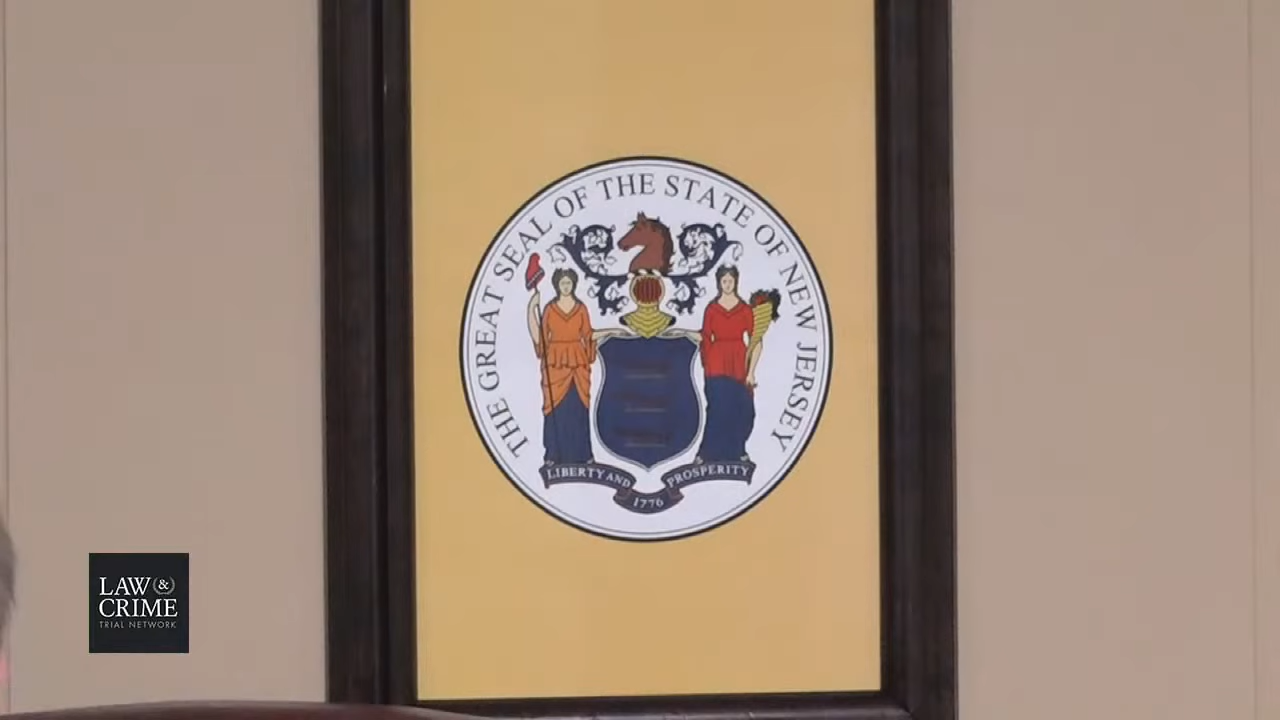 THE GREAT SEAL OF THE STATE OF NEW JERSEY
LIBERTY AND
PROSPERITY
1776
LAW &
CRIME
TRIAL NETWORK